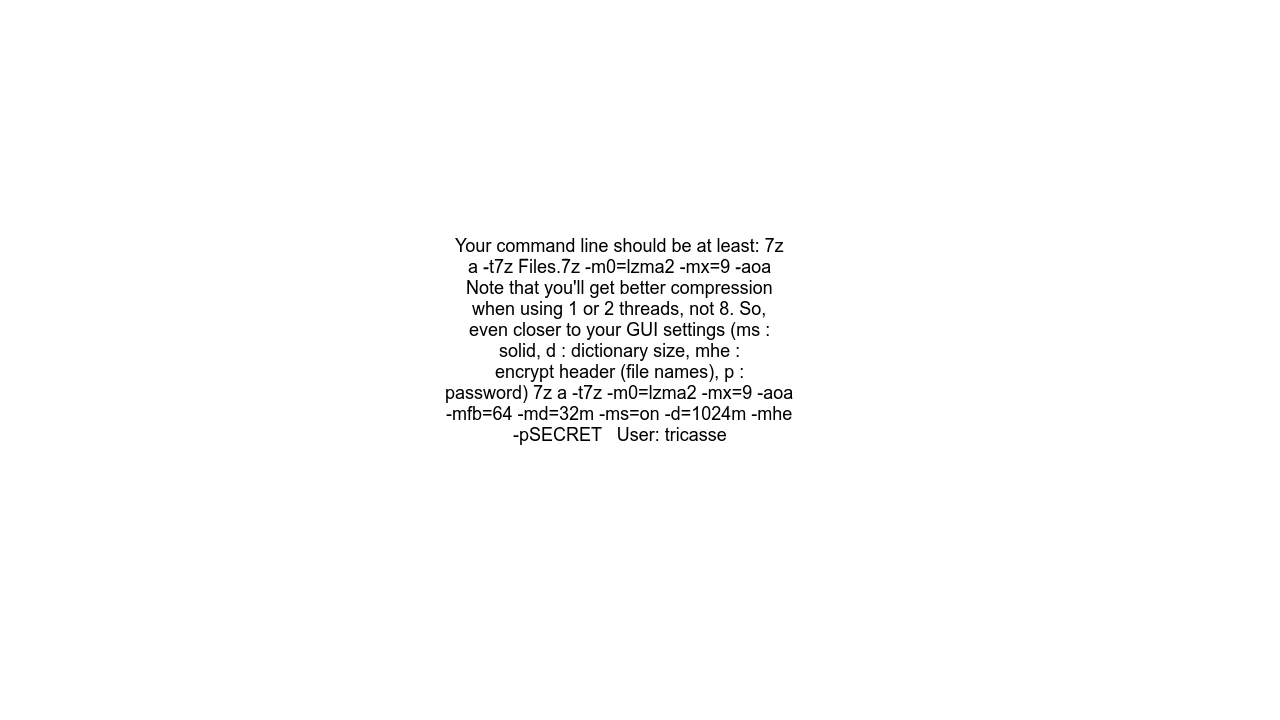 Your command line should be at least: 7z
a -t7z Files.7z -m0=lzma2 -mx=9 -aoa
Note that you'll get better compression
when using 1 or 2 threads, not 8. So,
even closer to your GUI settings (ms :
solid, d : dictionary size, mhe :
encrypt header (file names), p :
password) 7z a -t7z -m0=lzma2 -mx=9 -aoa
-mfb=64 -md=32m -ms=on -d=1024m -mhe
-pSECRET   User: tricasse